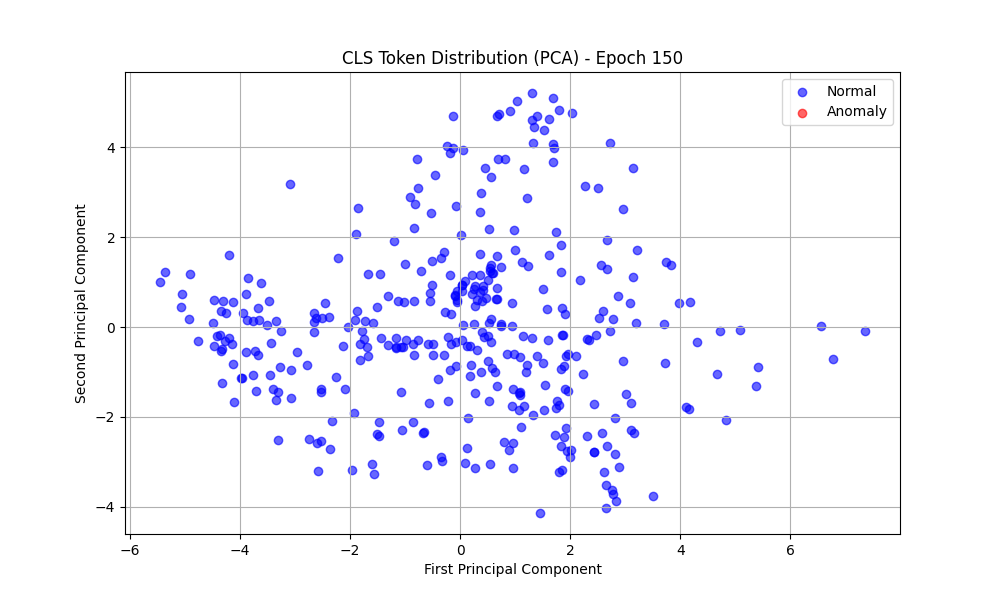 CLS Token Distribution (PCA) - Epoch 150
Normal
Anomaly
Second Principal Component
4
2
0
−2
−4
−6 −4 −2 0 2 4 6
First Principal Component